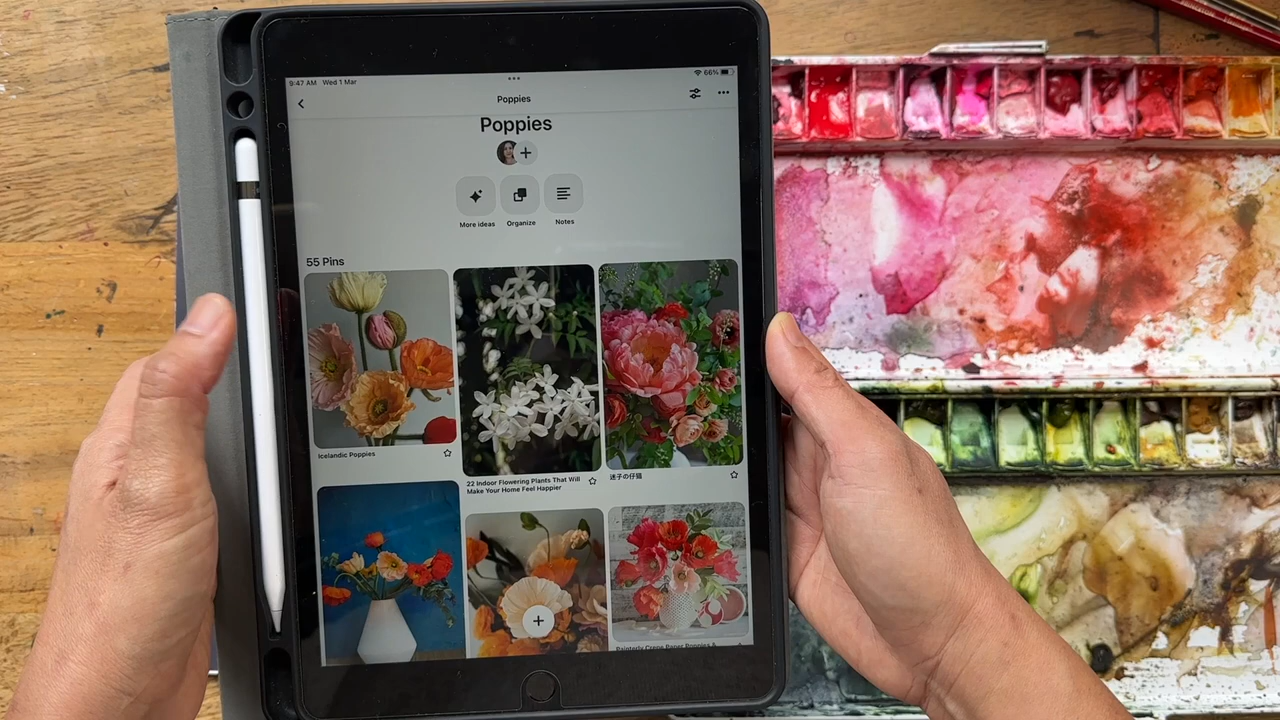 9:47 AM Wed 1 Mar
66%
Poppies
Poppies
More ideas
Organize
Notes
55 Pins
Icelandic Poppies
22 Indoor Flowering Plants That Will
Make Your Home Feel Happier
迷子の仔猫